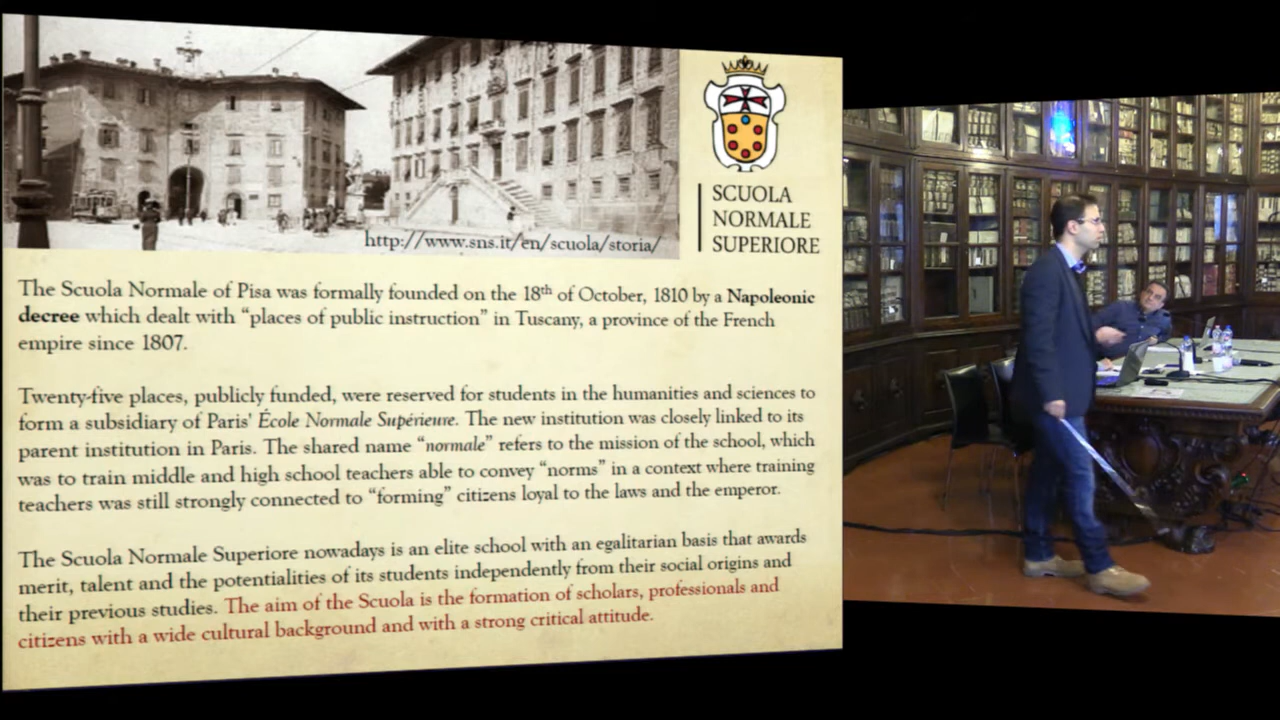 http://www.sns.it/en/scuola/storia/
SCUOLA
NORMALE
SUPERIORE
The Scuola Normale of Pisa was formally founded on the 18th of October, 1810 by a Napoleonic
decree which dealt with “places of public instruction” in Tuscany, a province of the French
empire since 1807.
Twenty-five places, publicly funded, were reserved for students in the humanities and sciences to
form a subsidiary of Paris' École Normale Supérieure. The new institution was closely linked to its
parent institution in Paris. The shared name “normale” refers to the mission of the school, which
was to train middle and high school teachers able to convey “norms” in a context where training
teachers was still strongly connected to “forming” citizens loyal to the laws and the emperor.
The Scuola Normale Superiore nowadays is an elite school with an egalitarian basis that awards
merit, talent and the potentialities of its students independently from their social origins and
their previous studies. The aim of the Scuola is the formation of scholars, professionals and
citizens with a wide cultural background and with a strong critical attitude.